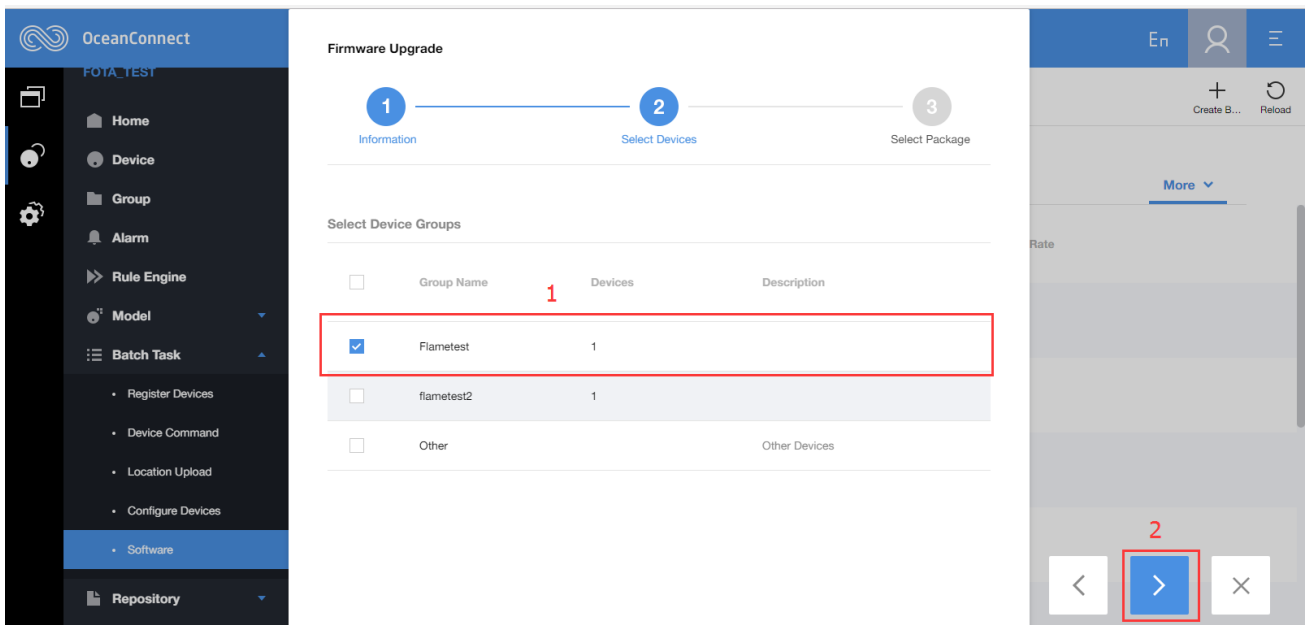 OceanConnect
En
FOTA_TEST
Home
Device
Group
Alarm
Rule Engine
Model
Batch Task
Register Devices
Device Command
Location Upload
Configure Devices
Software
Repository
Firmware Upgrade
1
2
3
Information
Select Devices
Select Package
Select Device Groups
Group Name
Devices
Description
1
Flametest
1
flametest2
1
Other
Other Devices
Create B...
Reload
More
Rate
2